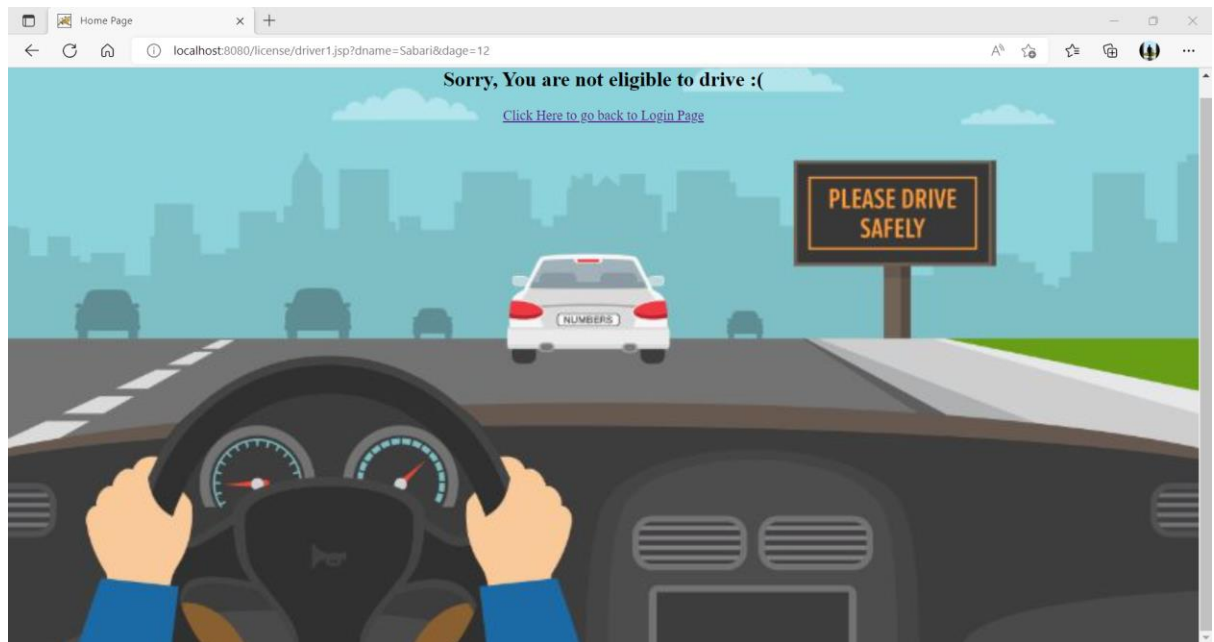 Home Page
localhost:8080/license/driver1.jsp?dname=Sabari&dage=12
Sorry, You are not eligible to drive :(
Click Here to go back to Login Page
PLEASE DRIVE
SAFELY
NUMBERS